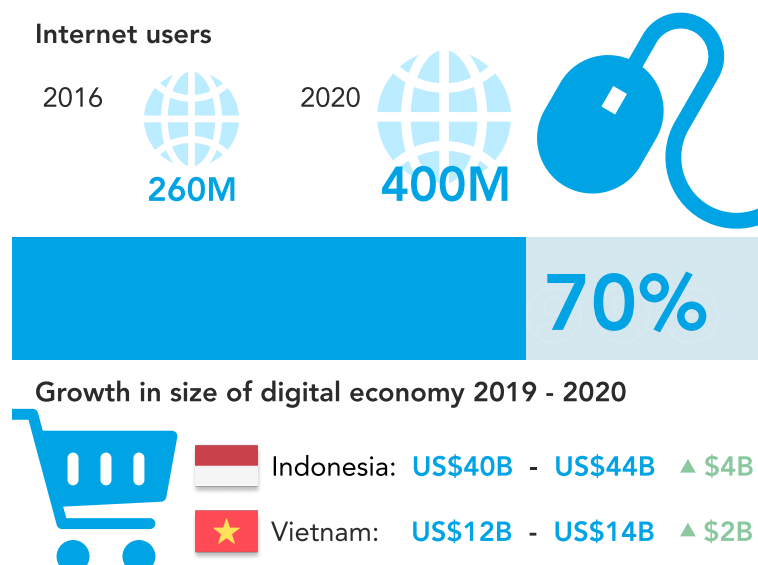 Internet users
2016 2020
260M 400M
70%
Growth in size of digital economy 2019 - 2020
Indonesia: US$40B - US$44B ▲ $4B
Vietnam: US$12B - US$14B ▲ $2B